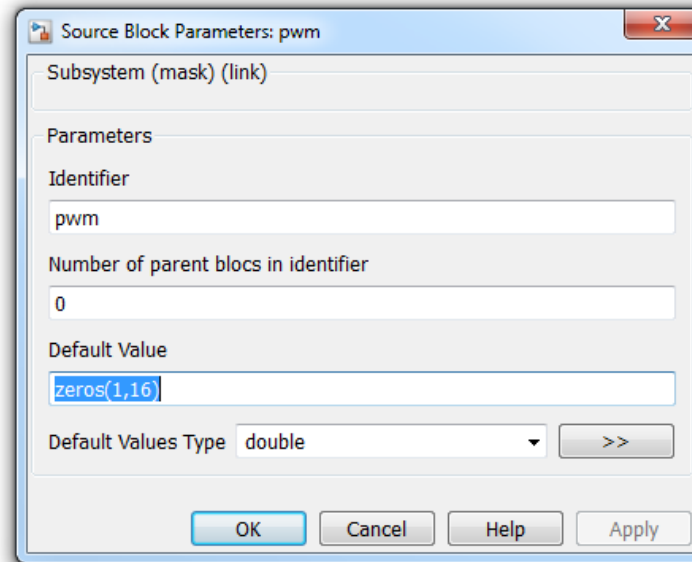 Source Block Parameters: pwm
Subsystem (mask) (link)
Parameters
Identifier
pwm
Number of parent blocs in identifier
0
Default Value
zeros(1,16)
Default Values Type double >>
OK Cancel Help Apply